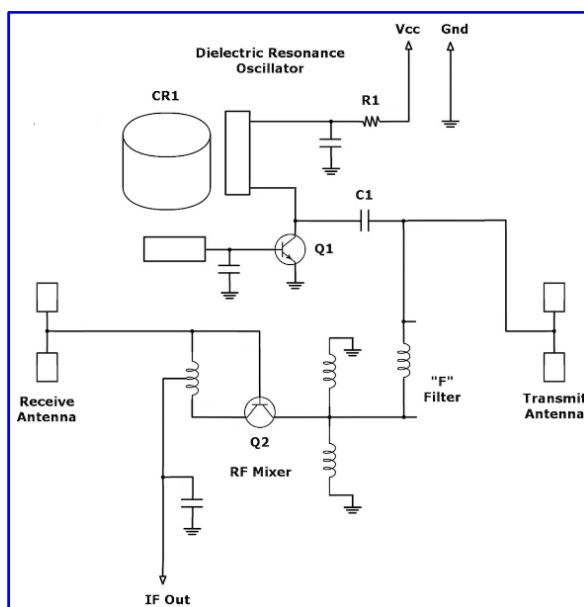 Vcc
Gnd
Dielectric Resonance
Oscillator
CR1
R1
C1
Q1
Receive
Antenna
"F"
Filter
Transmit
Antenna
Q2
RF Mixer
IF Out